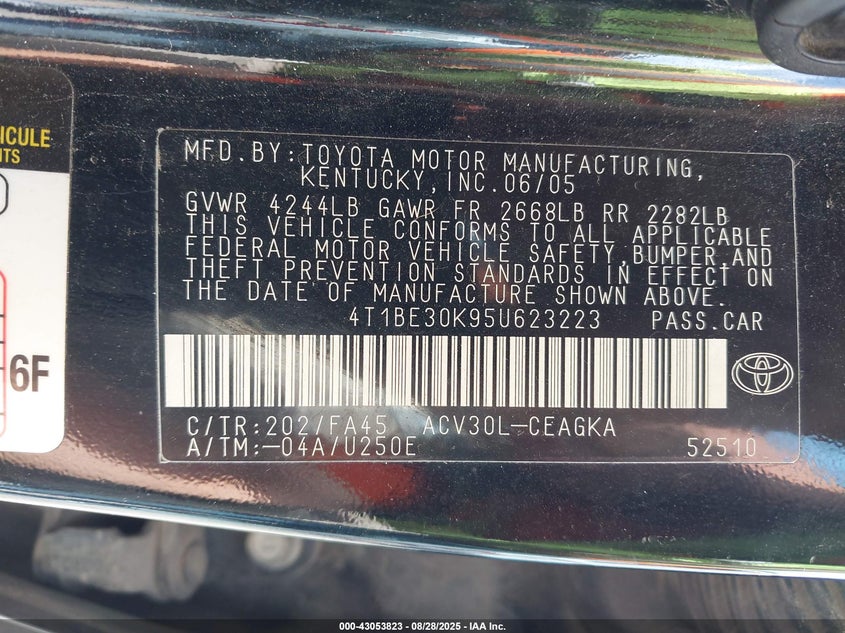 ICULE
NTS
6F
MFD.BY:TOYOTA MOTOR MANUFACTURING,
KENTUCKY,INC.06/05
GVWR 4244LB GAWR FR 2668LB RR 2282LB
THIS VEHICLE CONFORMS TO ALL APPLICABLE
FEDERAL MOTOR VEHICLE SAFETY,BUMPER,AND
THEFT PREVENTION STANDARDS IN EFFECT ON
THE DATE OF MANUFACTURE SHOWN ABOVE.
4T1BE30K95U623223 PASS.CAR
C/TR:202/FA45 ACV30L-CEAGKA
A/TM:-04A/U250E 52510
000-43053823 - 08/28/2025 - IAA Inc.